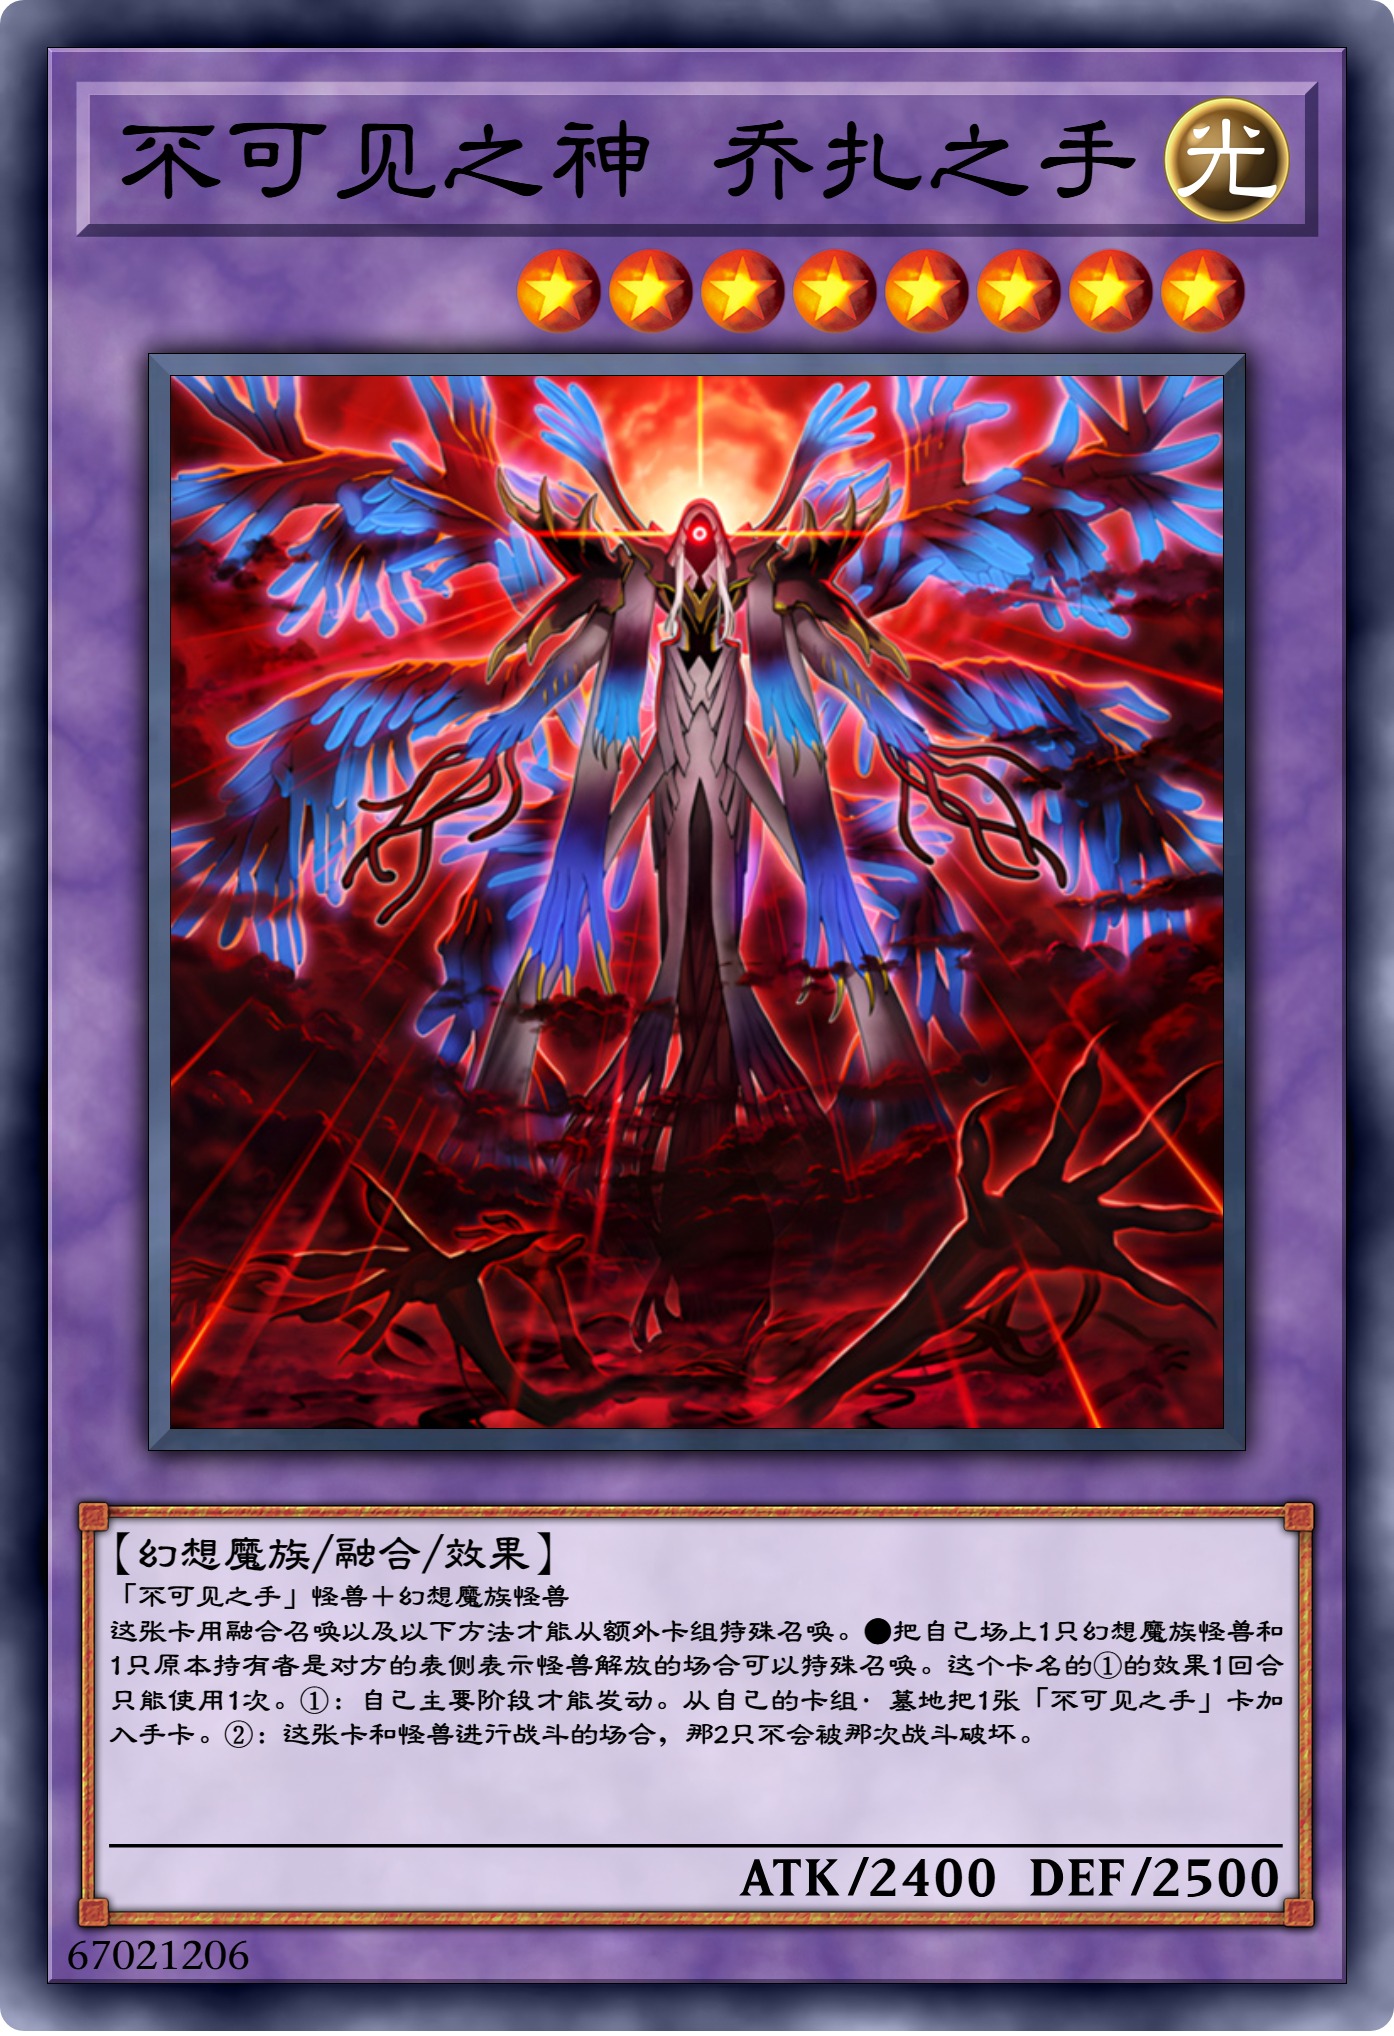 不可见之神 乔扎之手 光
【幻想魔族/融合/效果】
「不可见之手」怪兽＋幻想魔族怪兽
这张卡用融合召唤以及以下方法才能从额外卡组特殊召唤。●把自己场上1只幻想魔族怪兽和
1只原本持有者是对方的表侧表示怪兽解放的场合可以特殊召唤。这个卡名的①的效果1回合
只能使用1次。①：自己主要阶段才能发动。从自己的卡组·墓地把1张「不可见之手」卡加
入手卡。②：这张卡和怪兽进行战斗的场合，那2只不会被那次战斗破坏。
ATK/2400 DEF/2500
67021206